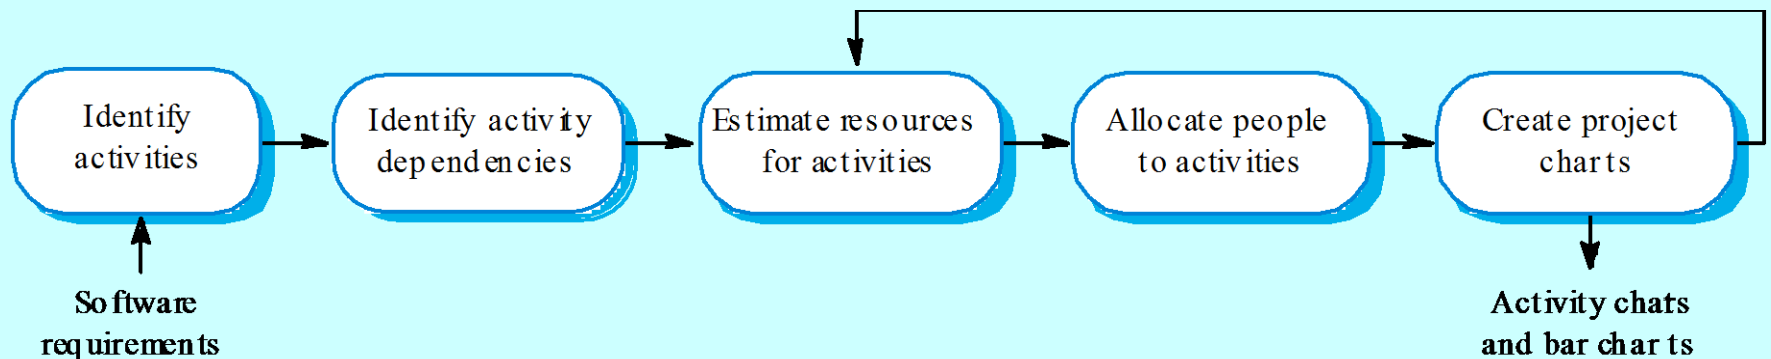 Identify
activities
Identify activity
dependencies
Estimate resources
for activities
Allocate people
to activities
Create project
charts
Software
requirements
Activity chats
and bar charts